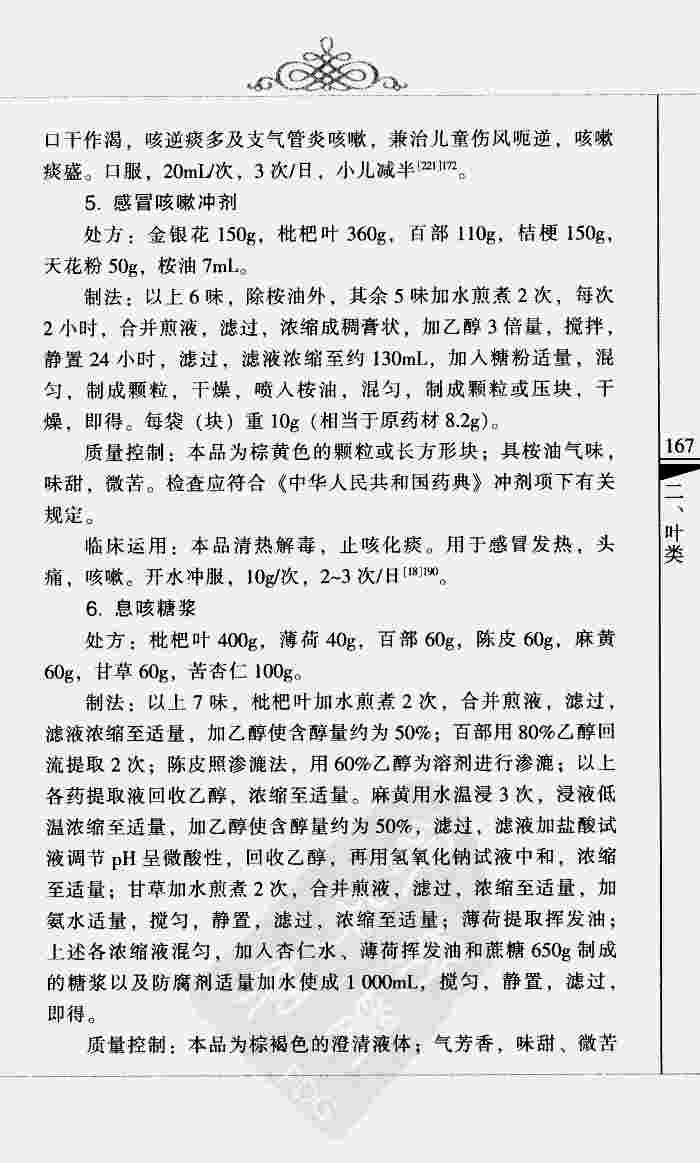 口干作渴，咳逆痰多及支气管炎咳嗽，兼治儿童伤风呃逆，咳嗽
痰盛。口服，20mL/次，3次/日，小儿减半[221]172。
5. 感冒咳嗽冲剂
处方：金银花150g，枇杷叶360g，百部110g，桔梗150g，
天花粉50g，桉油7mL。
制法：以上6味，除桉油外，其余5味加水煎煮2次，每次
2小时，合并煎液，滤过，浓缩成稠膏状，加乙醇3倍量，搅拌，
静置24小时，滤过，滤液浓缩至约130mL，加入糖粉适量，混
匀，制成颗粒，干燥，喷入桉油，混匀，制成颗粒或压块，干
燥，即得。每袋（块）重10g（相当于原药材8.2g）。
质量控制：本品为棕黄色的颗粒或长方形块；具桉油气味，
味甜，微苦。检查应符合《中华人民共和国药典》冲剂项下有关
规定。
临床运用：本品清热解毒，止咳化痰。用于感冒发热，头
痛，咳嗽。开水冲服，10g/次，2~3次/日[18]190。
6. 息咳糖浆
处方：枇杷叶400g，薄荷40g，百部60g，陈皮60g，麻黄
60g，甘草60g，苦杏仁100g。
制法：以上7味，枇杷叶加水煎煮2次，合并煎液，滤过，
滤液浓缩至适量，加乙醇使含醇量约为50%；百部用80%乙醇回
流提取2次；陈皮照渗漉法，用60%乙醇为溶剂进行渗漉；以上
各药提取液回收乙醇，浓缩至适量。麻黄用水温浸3次，浸液低
温浓缩至适量，加乙醇使含醇量约为50%，滤过，滤液加盐酸试
液调节pH呈微酸性，回收乙醇，再用氢氧化钠试液中和，浓缩
至适量；甘草加水煎煮2次，合并煎液，滤过，浓缩至适量，加
氨水适量，搅匀，静置，滤过，浓缩至适量；薄荷提取挥发油；
上述各浓缩液混匀，加入杏仁水、薄荷挥发油和蔗糖650g制成
的糖浆以及防腐剂适量加水使成1 000mL，搅匀，静置，滤过，
即得。
质量控制：本品为棕褐色的澄清液体；气芳香，味甜、微苦
167
二、叶类